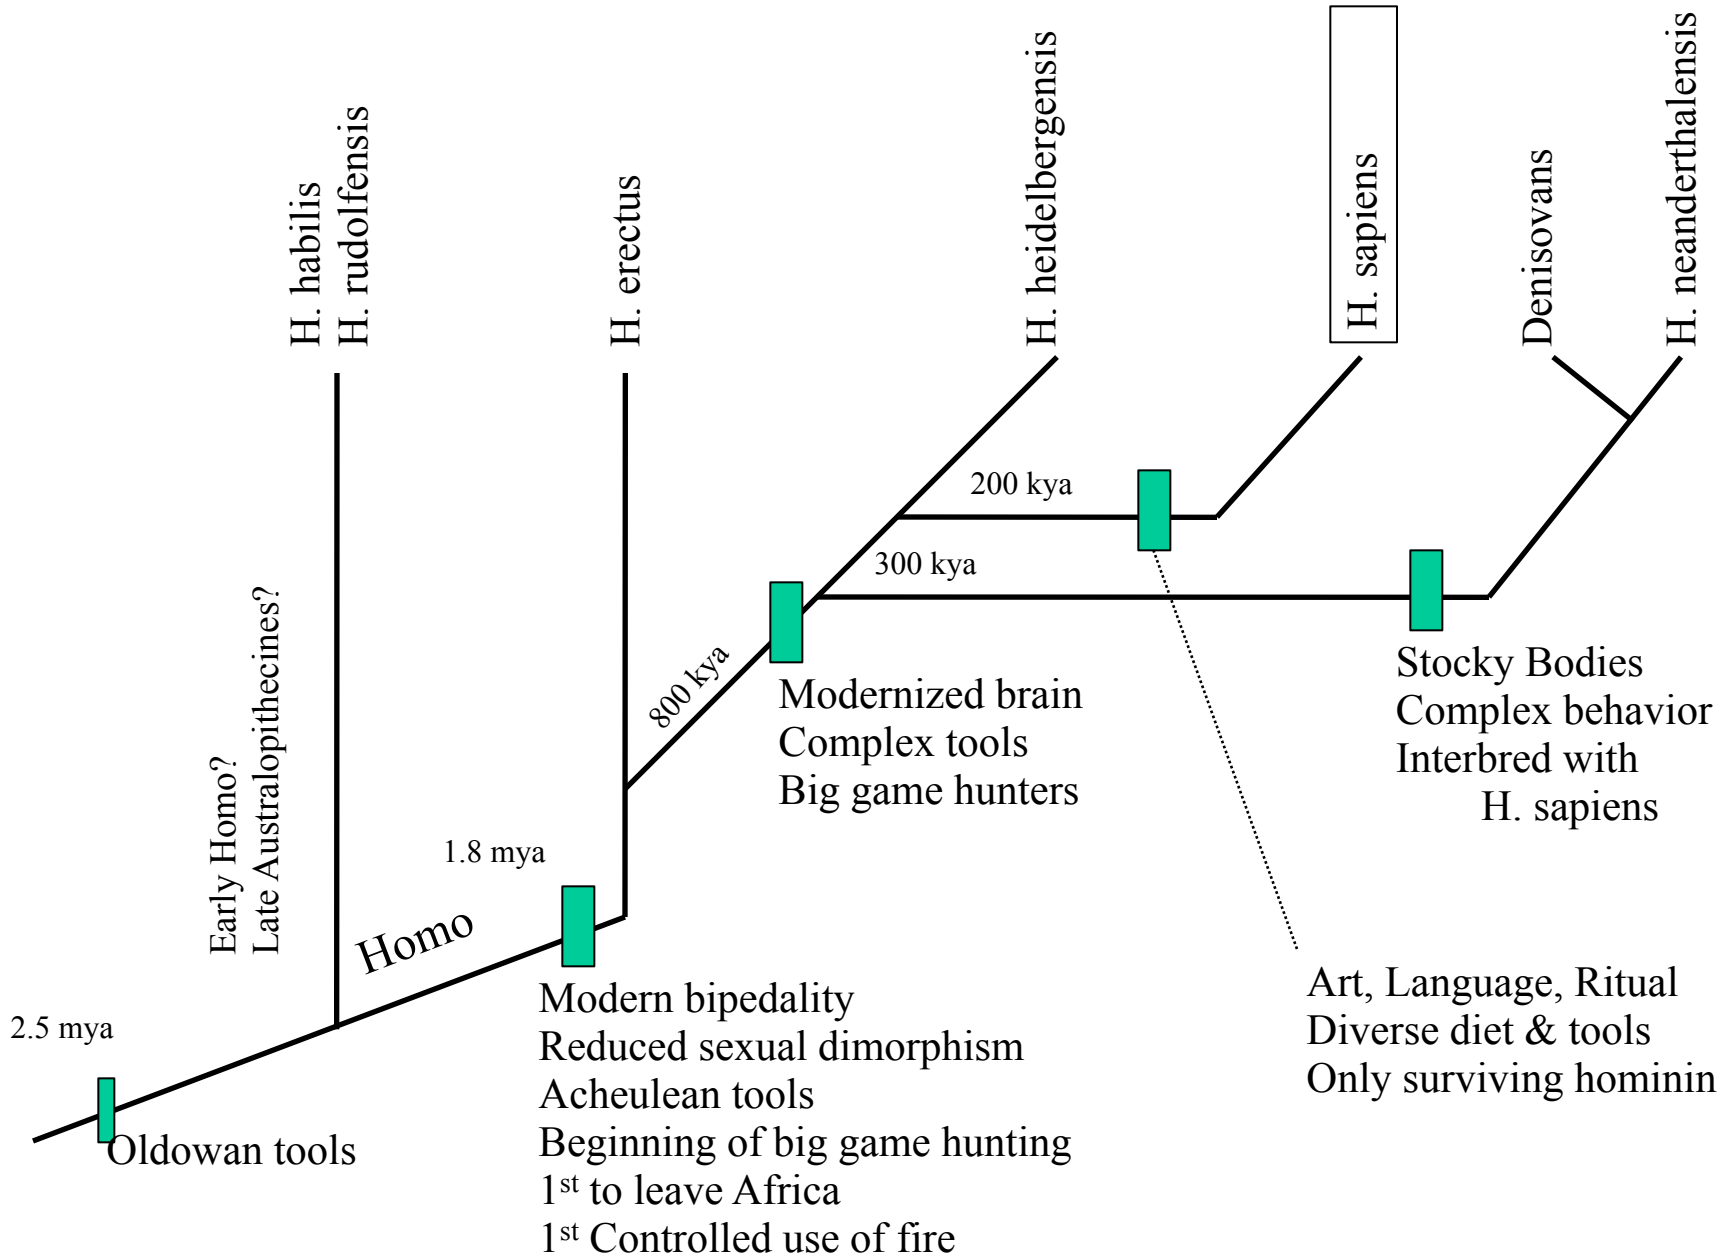 H. habilis
H. rudolfensis
H. erectus
H. heidelbergensis
H. sapiens
Denisovans
H. neanderthalensis
200 kya
300 kya
800 kya
Stocky Bodies
Complex behavior
Interbred with
H. sapiens
Modernized brain
Complex tools
Big game hunters
Early Homo?
Late Australopithecines?
1.8 mya
Homo
Modern bipedality
Reduced sexual dimorphism
Acheulean tools
Beginning of big game hunting
1st to leave Africa
1st Controlled use of fire
Art, Language, Ritual
Diverse diet & tools
Only surviving hominin
2.5 mya
Oldowan tools